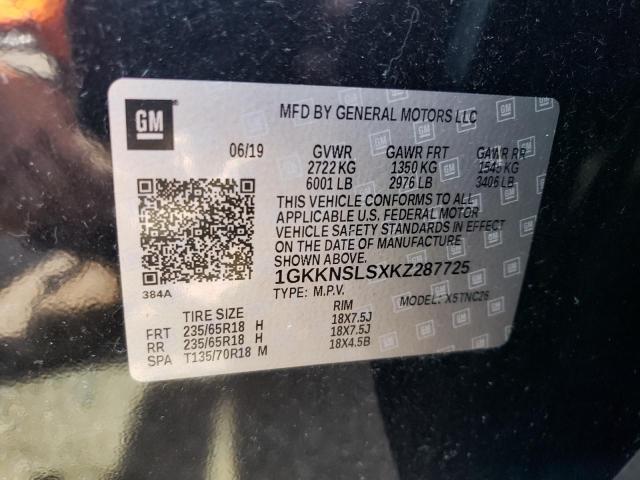 GM
MFD BY GENERAL MOTORS LLC
06/19 GVWR GAWR FRT GAWR RR
2722 KG 1350 KG 1545 KG
6001 LB 2976 LB 3406 LB
THIS VEHICLE CONFORMS TO ALL
APPLICABLE U.S. FEDERAL MOTOR
VEHICLE SAFETY STANDARDS IN EFFECT
ON THE DATE OF MANUFACTURE
SHOWN ABOVE.
384A
1GKKNSLSXKZ287725
TYPE: M.P.V. MODEL: X5TNC26
TIRE SIZE RIM
FRT 235/65R18 H 18X7.5J
RR 235/65R18 H 18X7.5J
SPA T135/70R18 M 18X4.5B